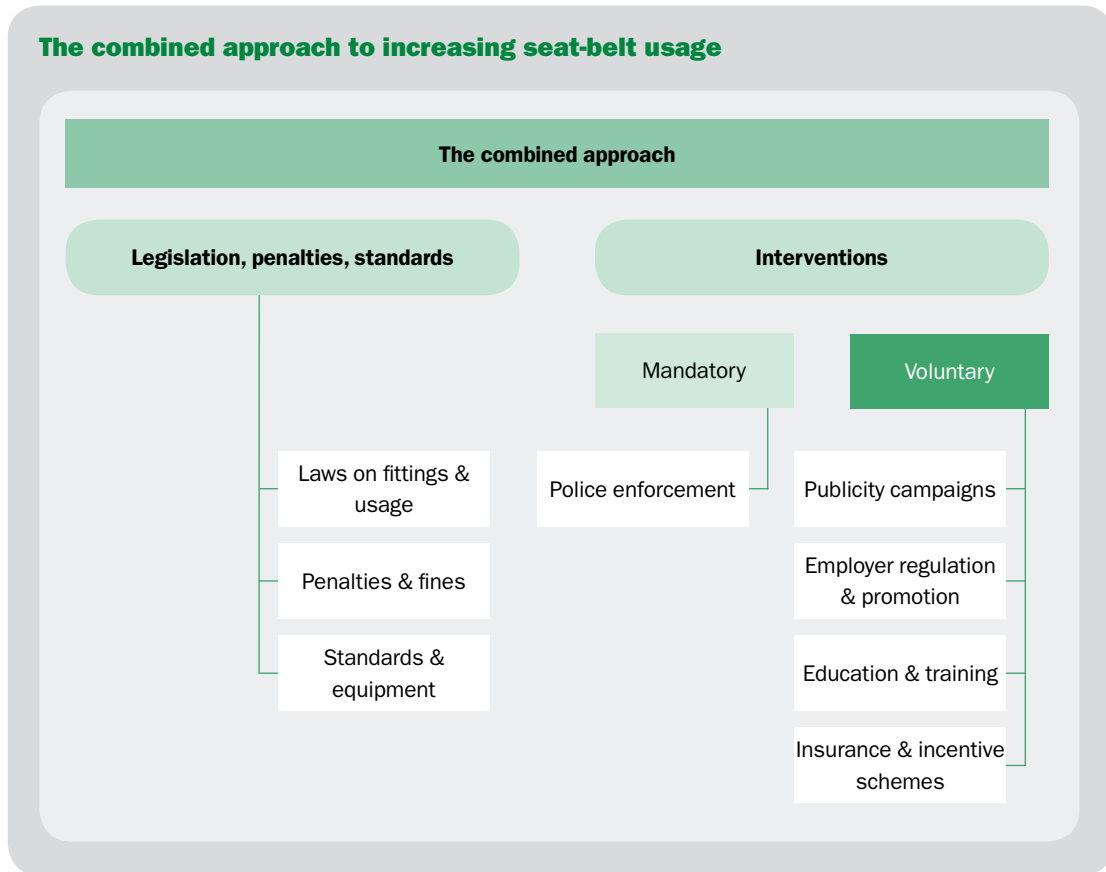 The combined approach to increasing seat-belt usage
The combined approach
Legislation, penalties, standards
Laws on fittings &
usage
Penalties & fines
Standards &
equipment
Interventions
Mandatory
Police enforcement
Voluntary
Publicity campaigns
Employer regulation
& promotion
Education & training
Insurance & incentive
schemes